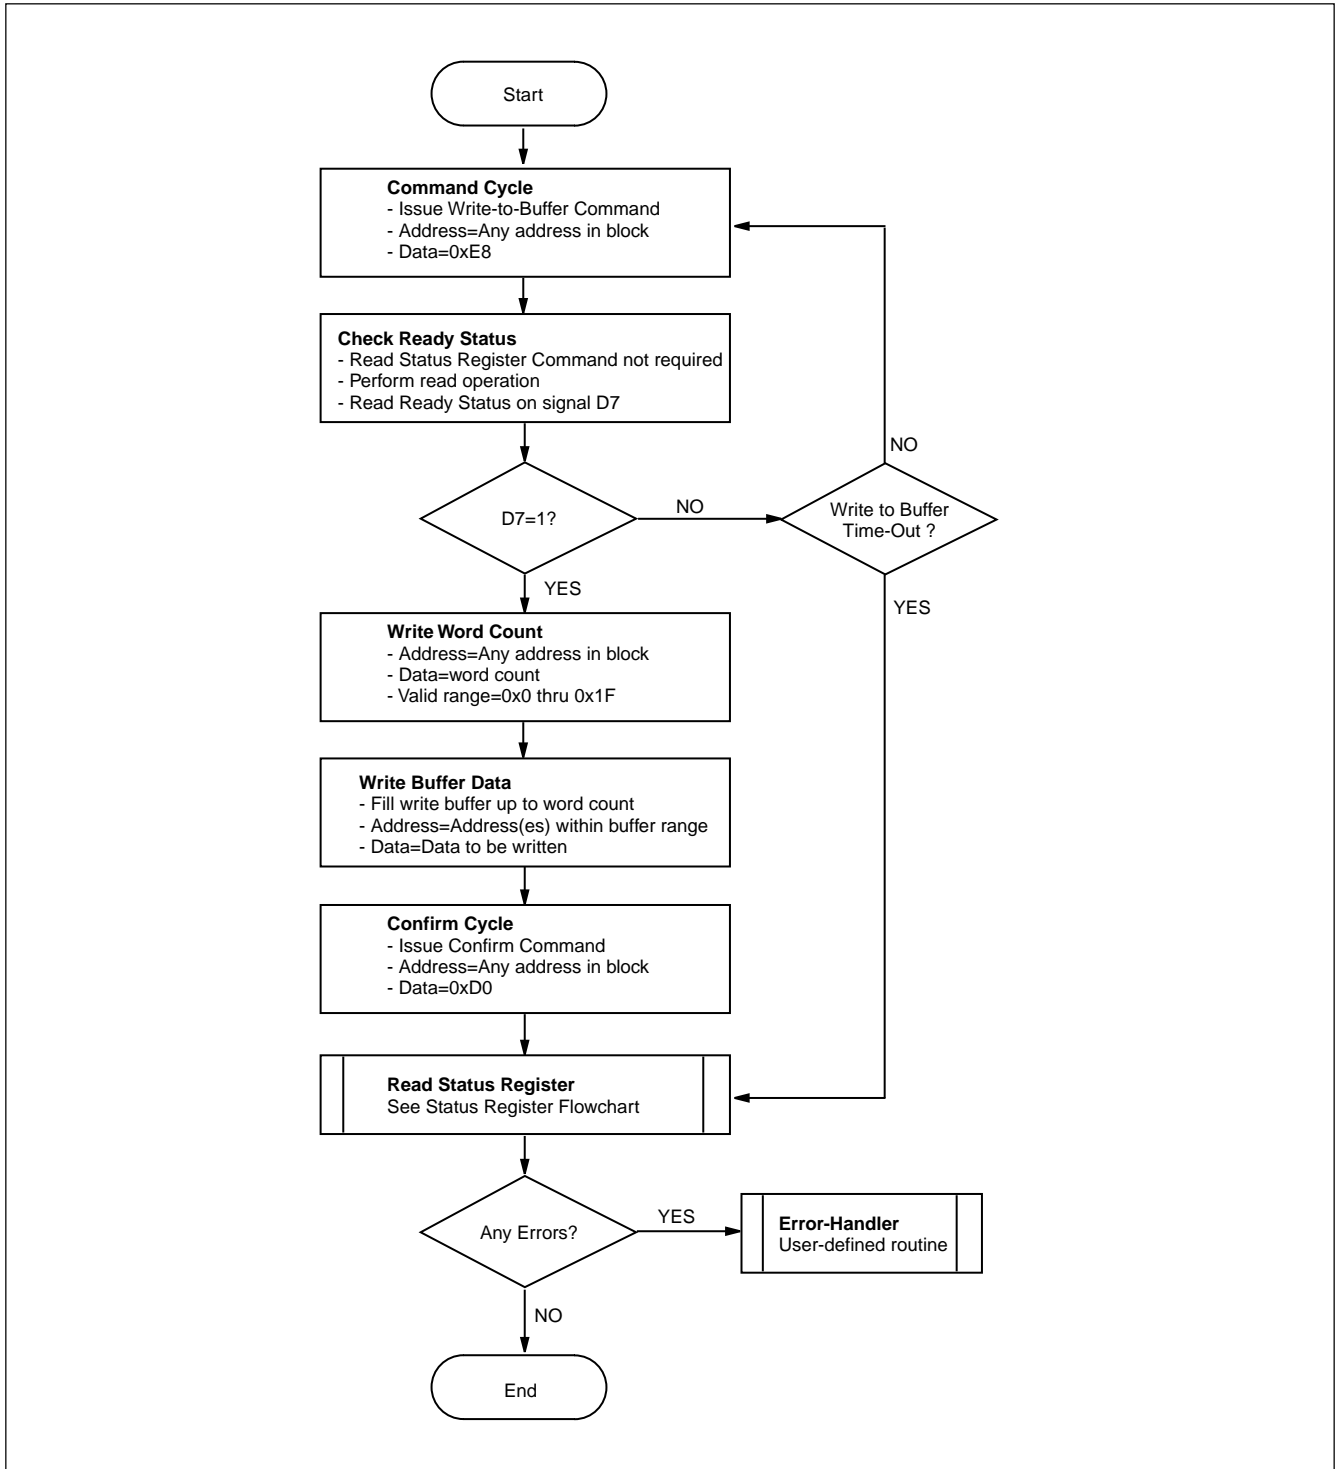 Start
Command Cycle
- Issue Write-to-Buffer Command
- Address=Any address in block
- Data=0xE8
Check Ready Status
- Read Status Register Command not required
- Perform read operation
- Read Ready Status on signal D7
NO
D7=1?
NO
Write to Buffer
Time-Out ?
YES
YES
Write Word Count
- Address=Any address in block
- Data=word count
- Valid range=0x0 thru 0x1F
Write Buffer Data
- Fill write buffer up to word count
- Address=Address(es) within buffer range
- Data=Data to be written
Confirm Cycle
- Issue Confirm Command
- Address=Any address in block
- Data=0xD0
Read Status Register
See Status Register Flowchart
Any Errors?
YES
Error-Handler
User-defined routine
NO
End